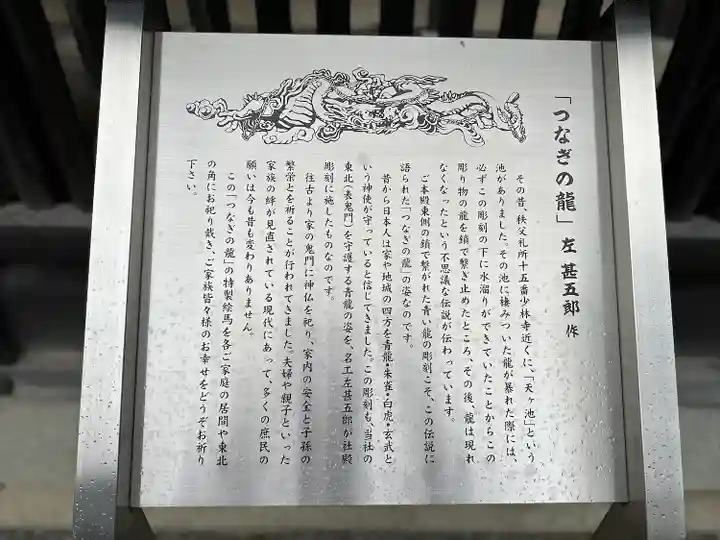 「つなぎの龍」左 甚五郎 作
その昔、秩父札所十五番少林寺近くに、「天ヶ池」という
池がありました。その池に棲みついた龍が暴れた際には、
必ずこの彫刻の下に水溜りができていたことからこの
彫り物の龍を鎖で繋ぎ止めたところ、その後、龍は現れ
なくなったという不思議な伝説が伝わっています。
ご本殿東側の鎖で繋がれた青い龍の彫刻こそ、この伝説に
語られた「つなぎの龍」の姿なのです。
昔から日本人は家や地域の四方を青龍・朱雀・白虎・玄武と
いう神使が守っていると信じてきました。この彫刻も、当社の
東北(表鬼門)を守護する青龍の姿を、名工左甚五郎が社殿
彫刻に施したものなのです。
往古より家の鬼門に神仏を祀り、家内の安全と子孫の
繁栄とを祈ることが行われてきました。夫婦や親子といった
家族の絆が見直されている現代にあって、多くの庶民の
願いは今も昔も変わりありません。
この「つなぎの龍」の特製絵馬を各ご家庭の居間や東北
の角にお祀り戴き、ご家族皆々様のお幸せをどうぞお祈り
下さい。